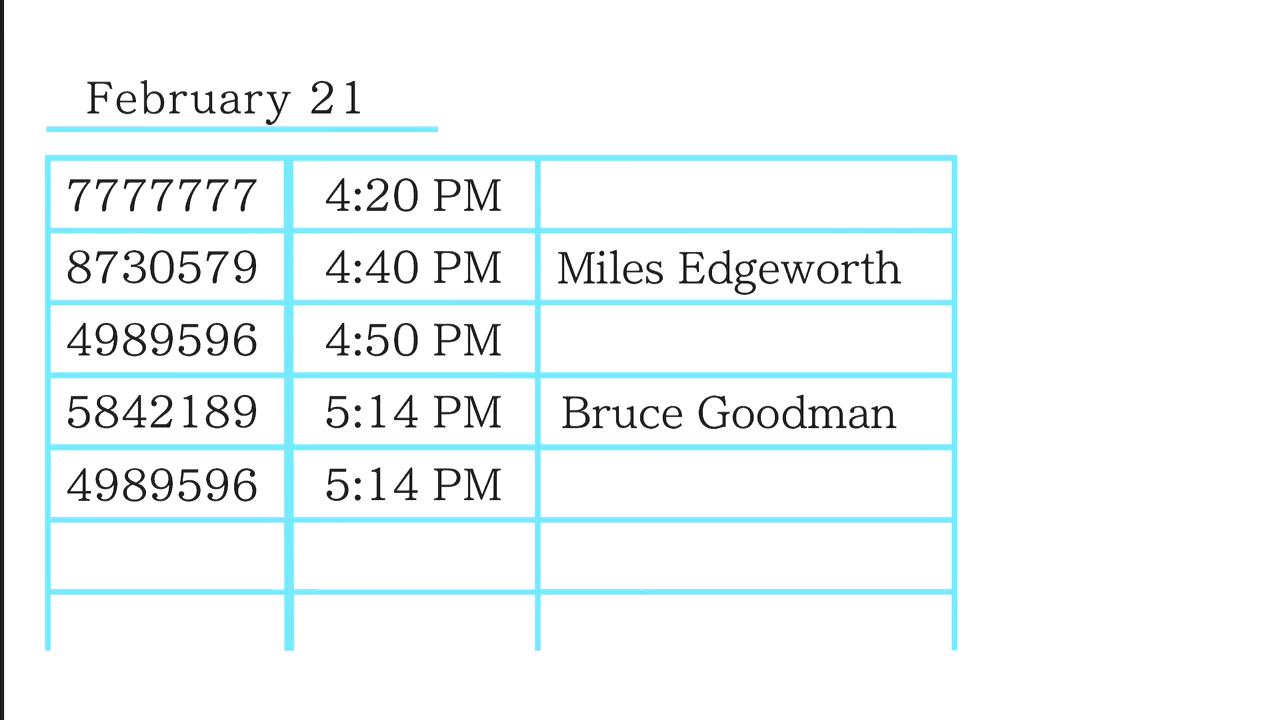 February 21
7777777 4:20 PM
8730579 4:40 PM Miles Edgeworth
4989596 4:50 PM
5842189 5:14 PM Bruce Goodman
4989596 5:14 PM